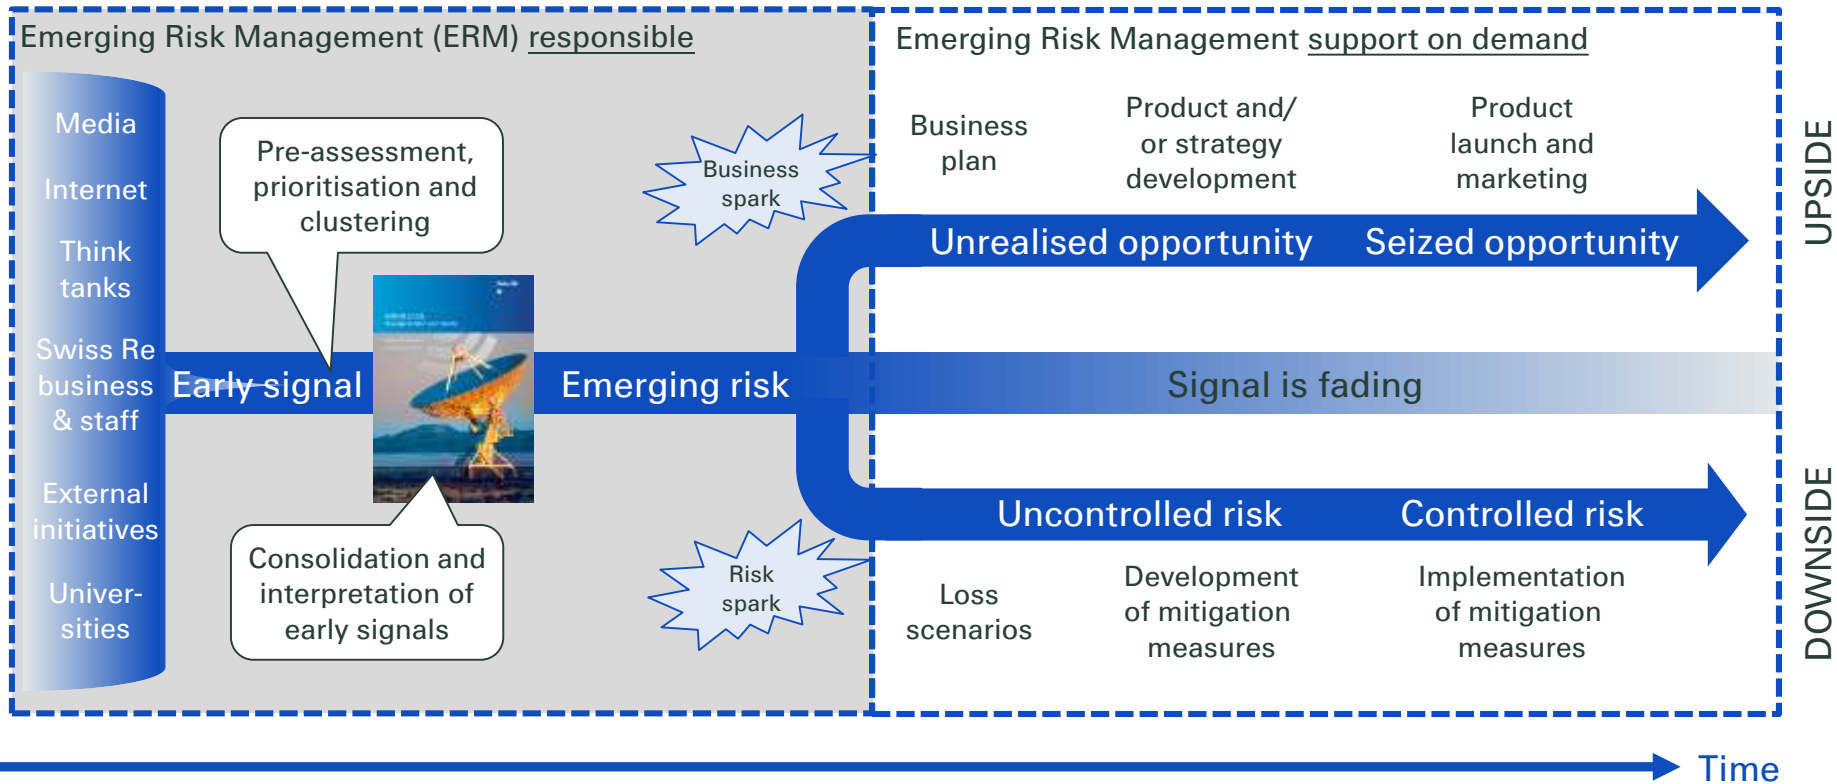 Emerging Risk Management (ERM) responsible
Media
Internet
Think
tanks
Swiss Re
business
& staff
External
initiatives
Univer-
sities
Pre-assessment,
prioritisation and
clustering
Early signal
Consolidation and
interpretation of
early signals
Emerging risk
Business
spark
Risk
spark
Emerging Risk Management support on demand
Business
plan
Product and/
or strategy
development
Product
launch and
marketing
Unrealised opportunity
Seized opportunity
Signal is fading
Uncontrolled risk
Controlled risk
Loss
scenarios
Development
of mitigation
measures
Implementation
of mitigation
measures
UPSIDE
DOWNSIDE
Time